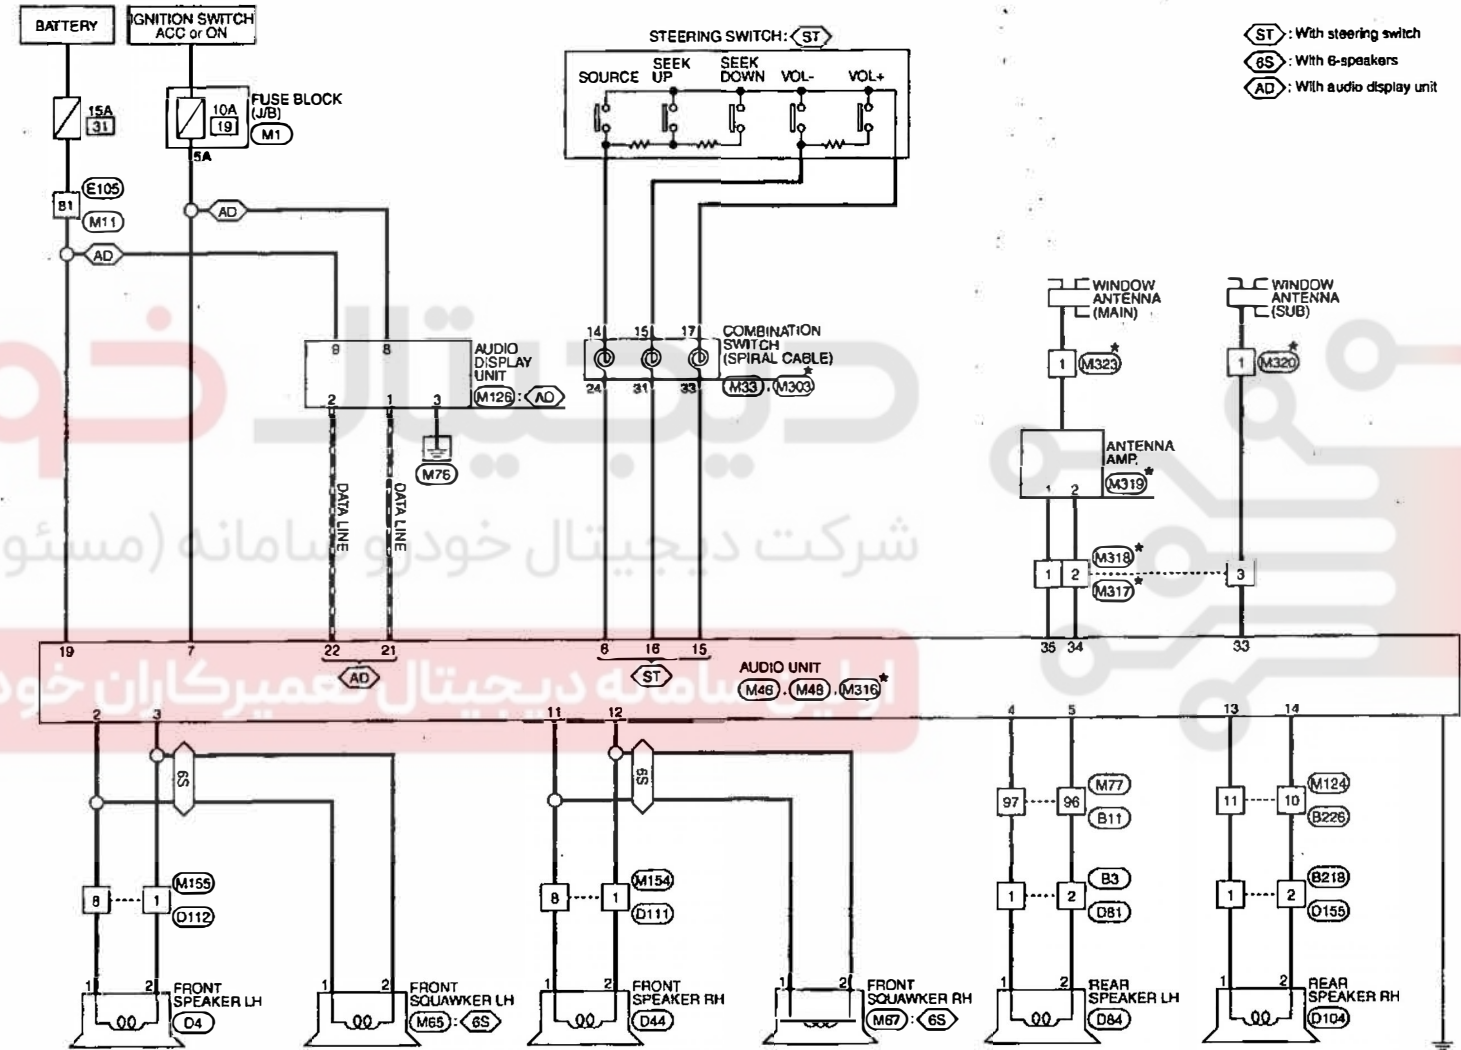 BATTERY
IGNITION SWITCH
ACC or ON
15A
31
10A
19
FUSE BLOCK
(J/B)
M1
5A
81
E105
M11
AD
AD
STEERING SWITCH: ST
SOURCE
SEEK
UP
SEEK
DOWN
VOL-
VOL+
ST : With steering switch
6S : With 6-speakers
AD : With audio display unit
9 8
AUDIO
DISPLAY
UNIT
M126 : AD
2 1 3
M75
DATA LINE
DATA LINE
14 15 17
COMBINATION
SWITCH
(SPIRAL CABLE)
M33 , M303*
24 31 33
WINDOW
ANTENNA
(MAIN)
1 M323*
WINDOW
ANTENNA
(SUB)
1 M320*
ANTENNA
AMP.
M319*
1 2
1 2 M318*
M317*
3
دیجیتال خو
شرکت دیجیتال خودرو سامانه (مسئو
اولین سامانه دیجیتال تعمیرکاران خود
19 7 22 21 6 16 15 35 34 33
AD
ST
AUDIO UNIT
M46 , M48 , M316*
2 3 11 12 4 5 13 14
6S
6S
97 96 M77
B11
11 10 M124
B226
8 1 M155
D112
8 1 M154
D111
1 2 B3
D81
1 2 B218
D155
1 2 FRONT
SPEAKER LH
D4
1 2 FRONT
SQUAWKER LH
M65 : 6S
1 2 FRONT
SPEAKER RH
D44
1 2 FRONT
SQUAWKER RH
M67 : 6S
1 2 REAR
SPEAKER LH
D84
1 2 REAR
SPEAKER RH
D104